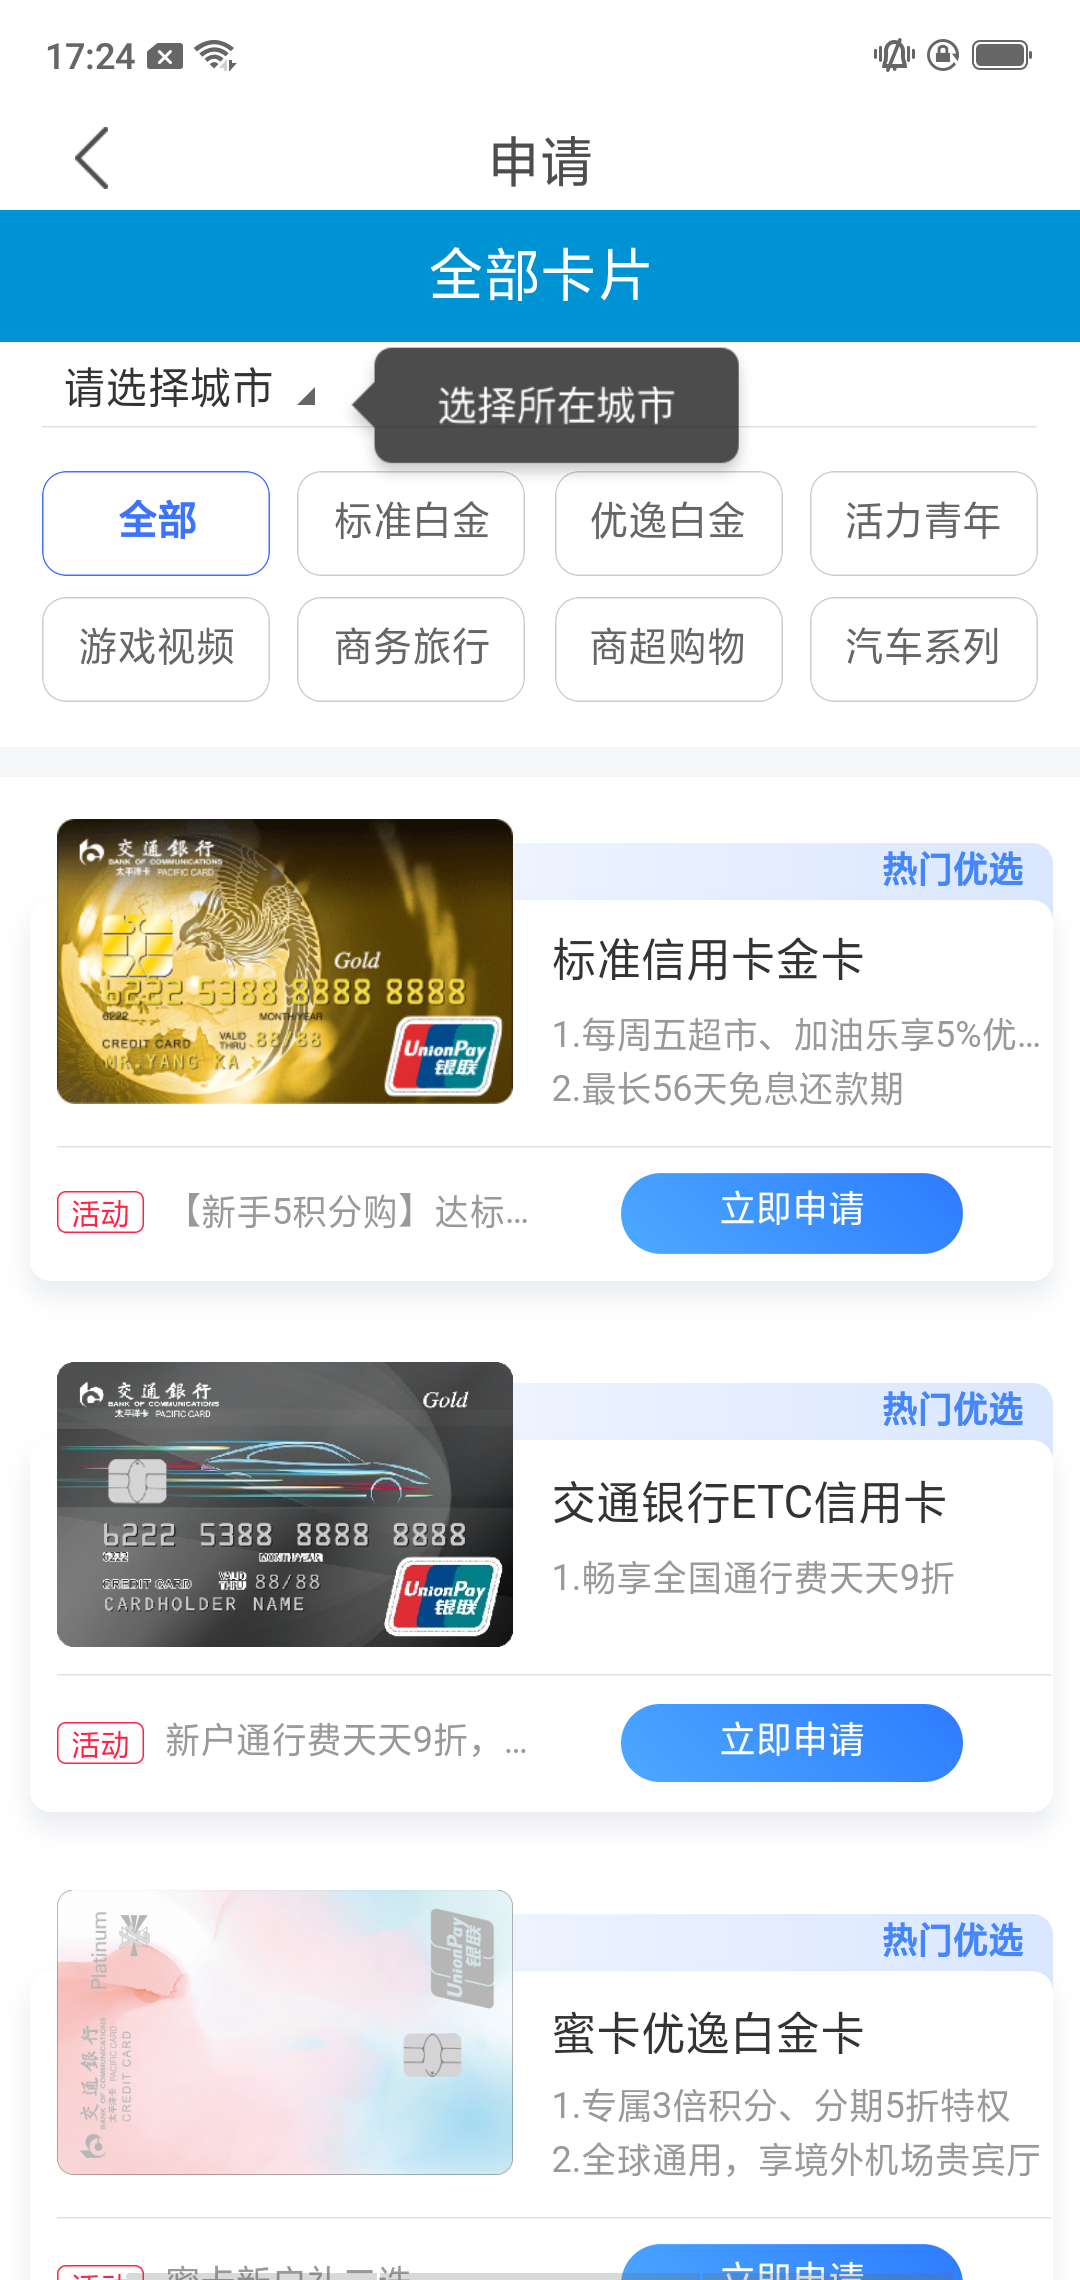 17:24
申请
全部卡片
请选择城市
选择所在城市
全部 标准白金 优逸白金 活力青年
游戏视频 商务旅行 商超购物 汽车系列
交通銀行
BANK OF COMMUNICATIONS
太平洋卡 PACIFIC CARD
Gold
6222 5388 8888 8888
6222
MONTH/YEAR
CREDIT CARD VALID THRU 88/88
MR.YANG KA
UnionPay
银联
热门优选
标准信用卡金卡
1.每周五超市、加油乐享5%优...
2.最长56天免息还款期
活动 【新手5积分购】达标... 立即申请
交通銀行
BANK OF COMMUNICATIONS
太平洋卡 PACIFIC CARD
Gold
6222 5388 8888 8888
6222
MONTH/YEAR
CREDIT CARD VALID THRU 88/88
CARDHOLDER NAME
UnionPay
银联
热门优选
交通银行ETC信用卡
1.畅享全国通行费天天9折
活动 新户通行费天天9折，... 立即申请
Platinum
交通銀行
BANK OF COMMUNICATIONS
太平洋卡 PACIFIC CARD
CREDIT CARD
UnionPay
银联
热门优选
蜜卡优逸白金卡
1.专属3倍积分、分期5折特权
2.全球通用，享境外机场贵宾厅
活动 蜜卡新户礼二选 立即申请